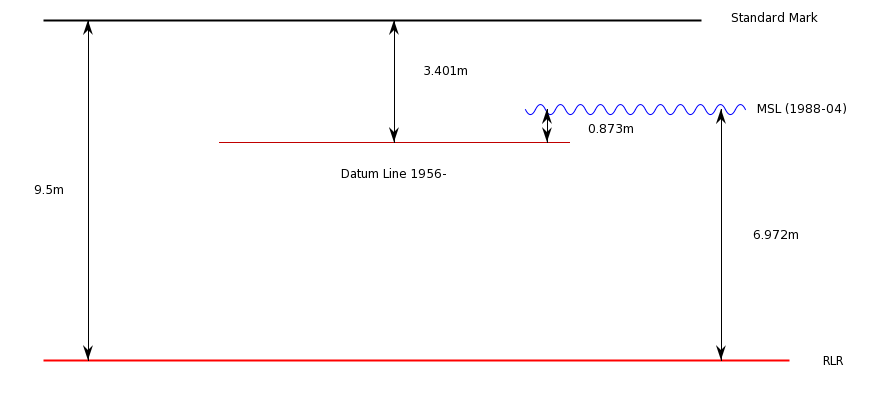 Standard Mark
3.401m
MSL (1988-04)
0.873m
Datum Line 1956-
9.5m
6.972m
RLR